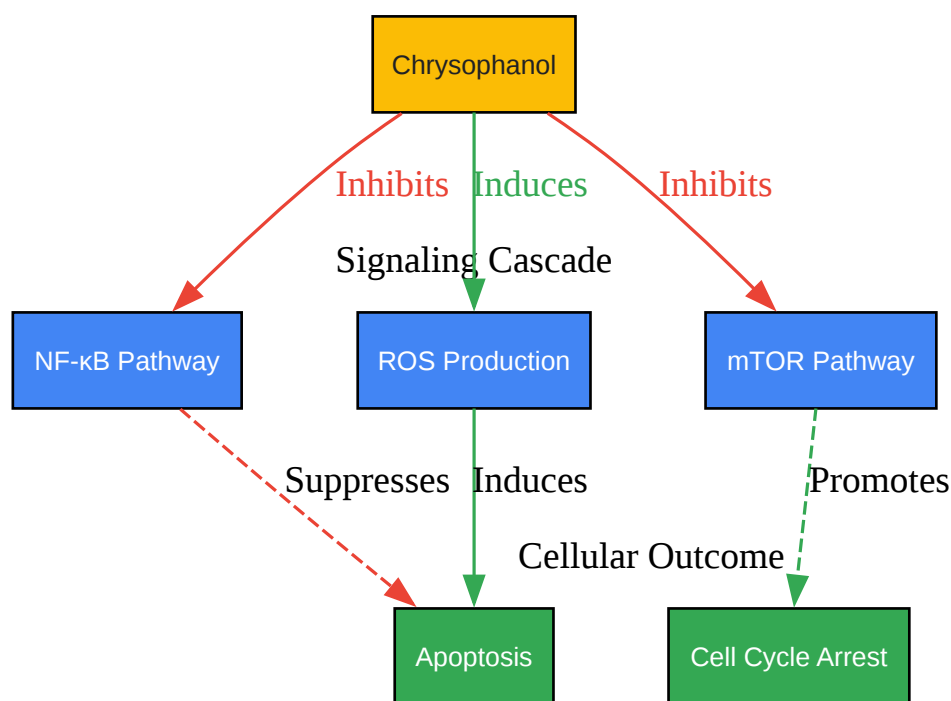 Chrysophanol
Inhibits
Induces
Inhibits
Signaling Cascade
NF-κB Pathway
ROS Production
mTOR Pathway
Suppresses
Induces
Promotes
Cellular Outcome
Apoptosis
Cell Cycle Arrest